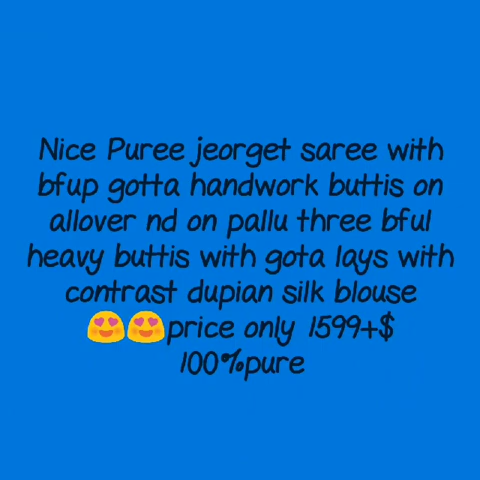 Nice Puree jeorget saree with
bfup gotta handwork buttis on
allover nd on pallu three bful
heavy buttis with gota lays with
contrast dupian silk blouse
😍😍price only 1599+$
100%pure